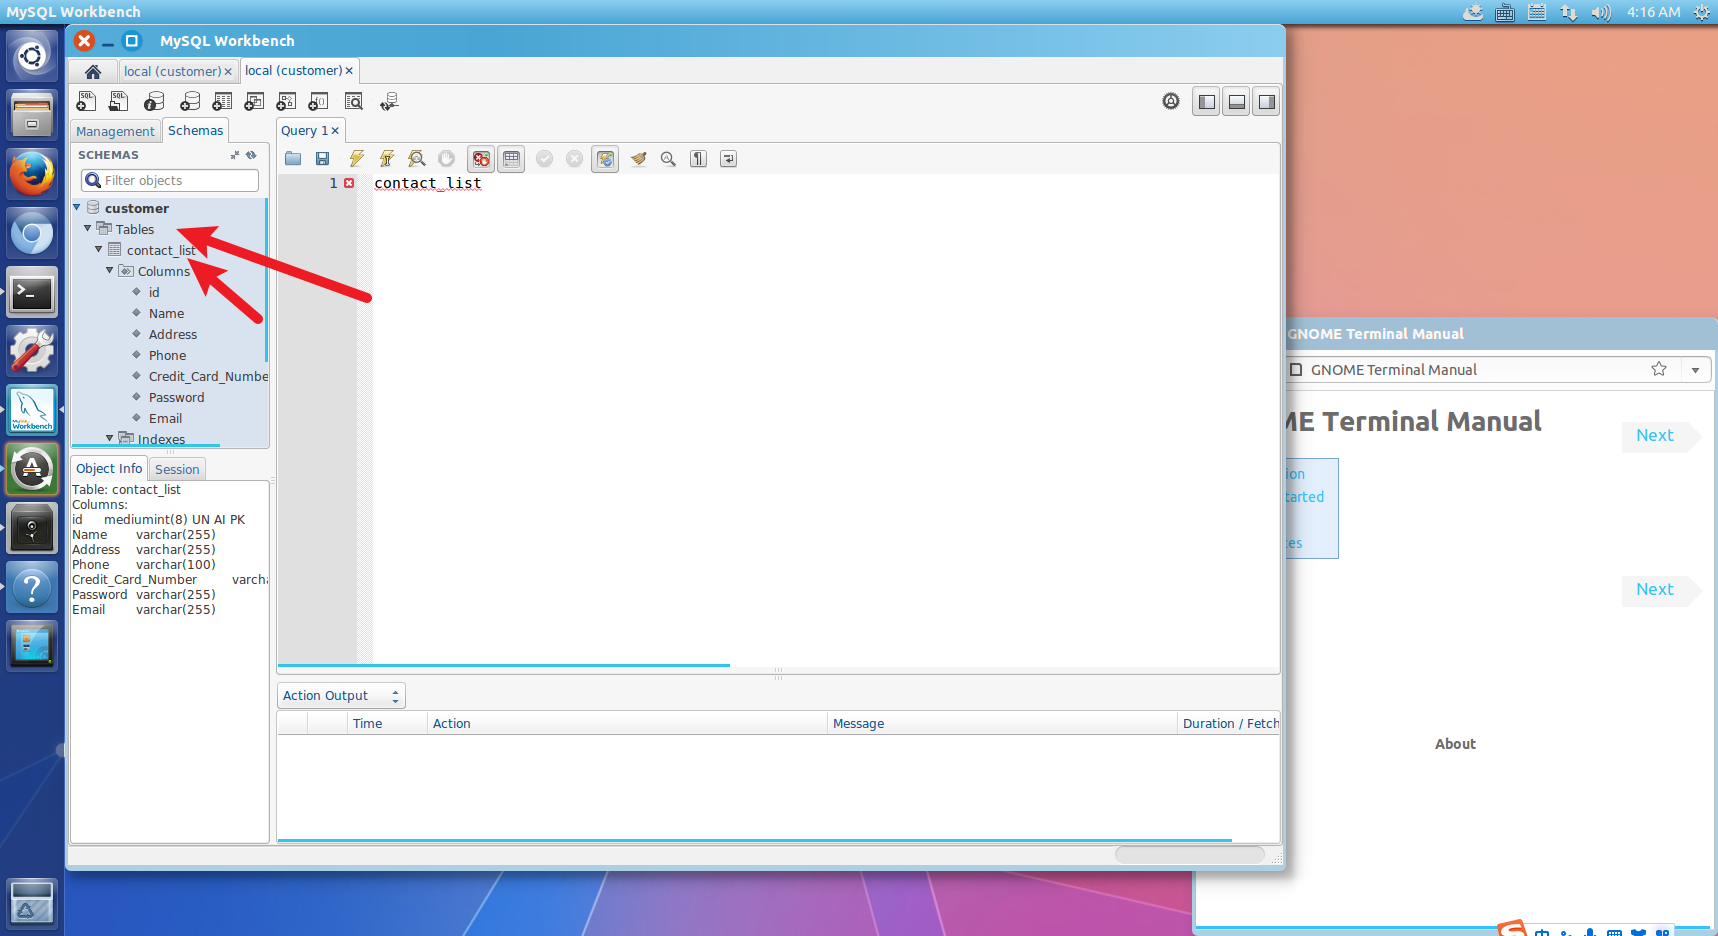 MySQL Workbench
4:16 AM
MySQL Workbench
local (customer)
local (customer)
Management
Schemas
Query 1
SCHEMAS
Filter objects
customer
Tables
contact_list
Columns
id
Name
Address
Phone
Credit_Card_Numbe
Password
Email
Indexes
1
contact_list
Object Info
Session
Table: contact_list
Columns:
id mediumint(8) UN AI PK
Name varchar(255)
Address varchar(255)
Phone varchar(100)
Credit_Card_Number varcha
Password varchar(255)
Email varchar(255)
Action Output
Time Action Message Duration / Fetch
GNOME Terminal Manual
GNOME Terminal Manual
ME Terminal Manual
Next
ion
tarted
es
Next
About
Workbench